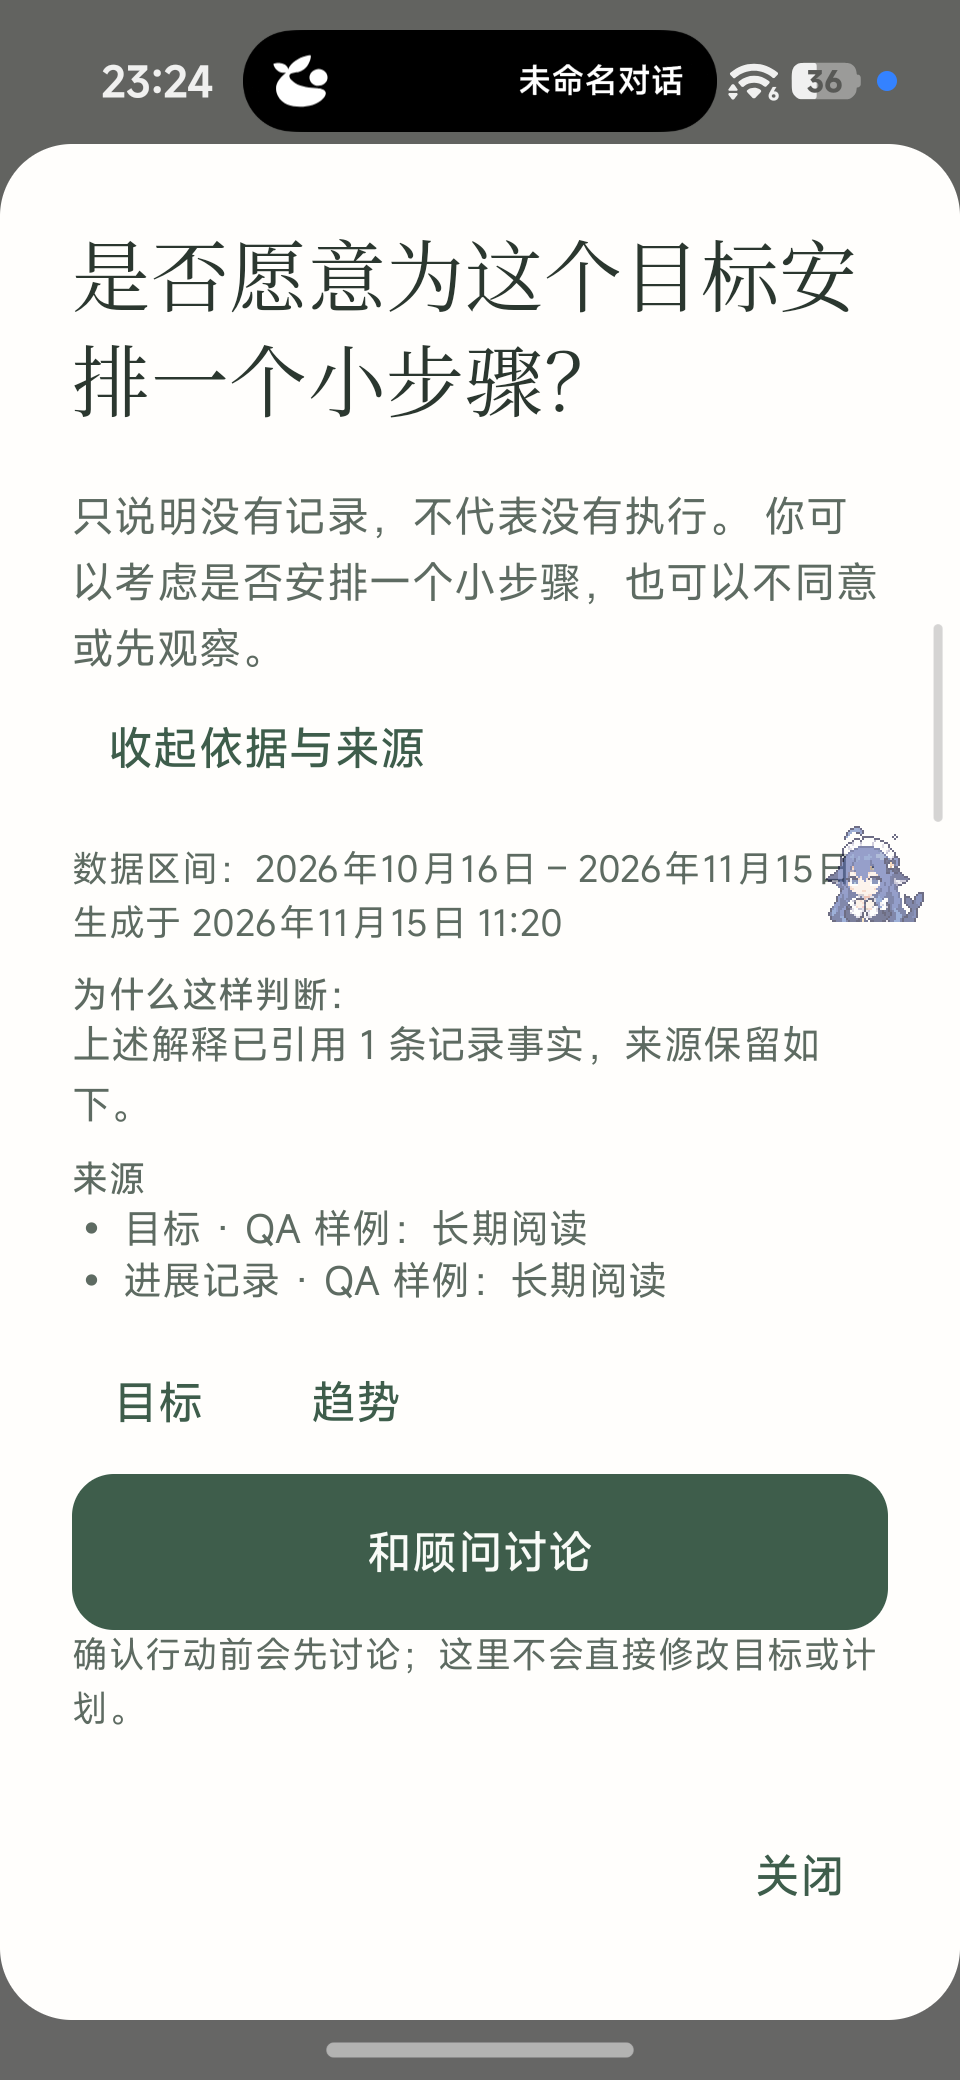 23:24
未命名对话
6
36
是否愿意为这个目标安
排一个小步骤？
只说明没有记录，不代表没有执行。 你可
以考虑是否安排一个小步骤，也可以不同意
或先观察。
收起依据与来源
数据区间：2026年10月16日 – 2026年11月15日
生成于 2026年11月15日 11:20
为什么这样判断：
上述解释已引用 1 条记录事实，来源保留如
下。
来源
• 目标 · QA 样例：长期阅读
• 进展记录 · QA 样例：长期阅读
目标 趋势
和顾问讨论
确认行动前会先讨论；这里不会直接修改目标或计
划。
关闭